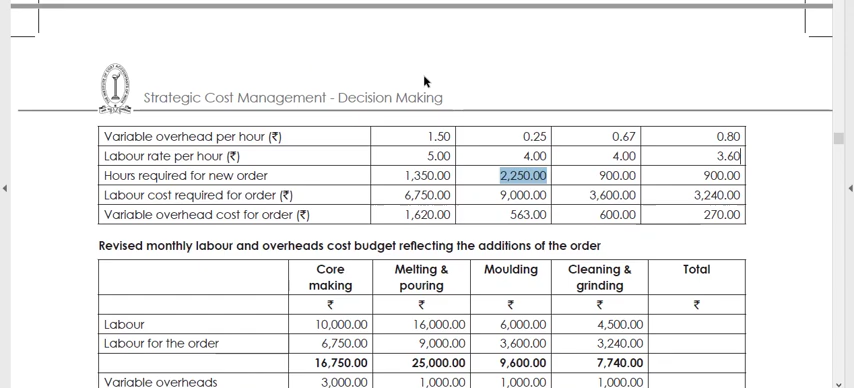 Strategic Cost Management - Decision Making
Variable overhead per hour (₹) 1.50 0.25 0.67 0.80
Labour rate per hour (₹) 5.00 4.00 4.00 3.60
Hours required for new order 1,350.00 2,250.00 900.00 900.00
Labour cost required for order (₹) 6,750.00 9,000.00 3,600.00 3,240.00
Variable overhead cost for order (₹) 1,620.00 563.00 600.00 270.00
Revised monthly labour and overheads cost budget reflecting the additions of the order
Core making Melting & pouring Moulding Cleaning & grinding Total
₹ ₹ ₹ ₹ ₹
Labour 10,000.00 16,000.00 6,000.00 4,500.00
Labour for the order 6,750.00 9,000.00 3,600.00 3,240.00
16,750.00 25,000.00 9,600.00 7,740.00
Variable overheads 3,000.00 1,000.00 1,000.00 1,000.00